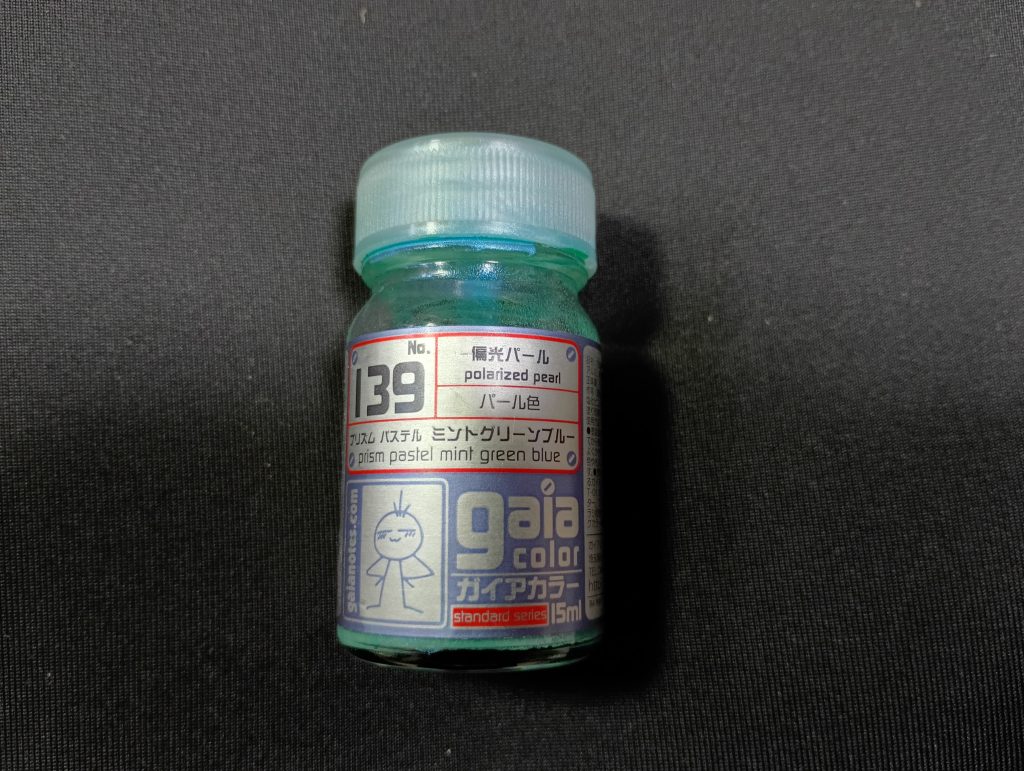 No.
139
偏光パール
polarized pearl
パール色
プリズム パステル ミントグリーンブルー
prism pastel mint green blue
gaianotes.com
gaia
color
ガイアカラー
standard series
15ml